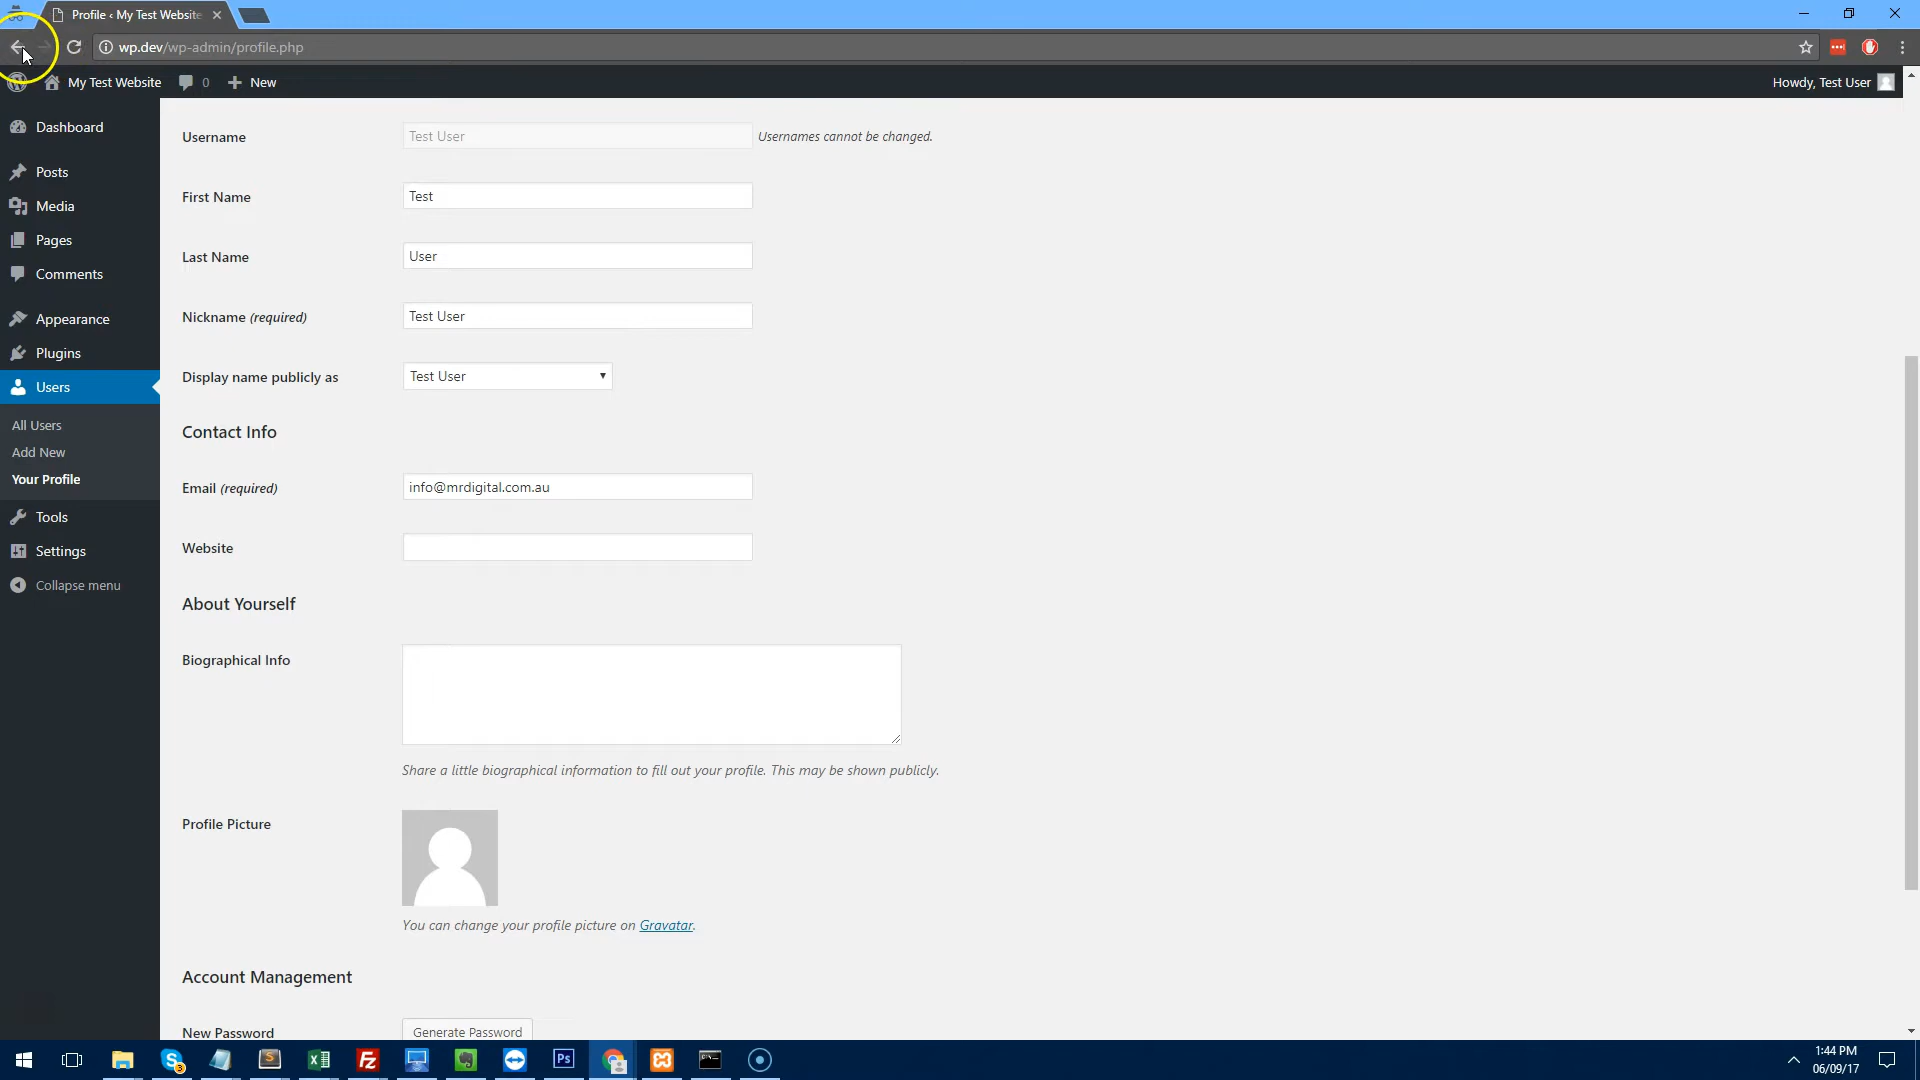 Profile ‹ My Test Website
wp.dev/wp-admin/profile.php
My Test Website 0 New Howdy, Test User
Dashboard
Posts
Media
Pages
Comments
Appearance
Plugins
Users
All Users
Add New
Your Profile
Tools
Settings
Collapse menu
Username Test User Usernames cannot be changed.
First Name Test
Last Name User
Nickname (required) Test User
Display name publicly as Test User
Contact Info
Email (required) info@mrdigital.com.au
Website
About Yourself
Biographical Info
Share a little biographical information to fill out your profile. This may be shown publicly.
Profile Picture
You can change your profile picture on Gravatar.
Account Management
New Password Generate Password
1:44 PM
06/09/17